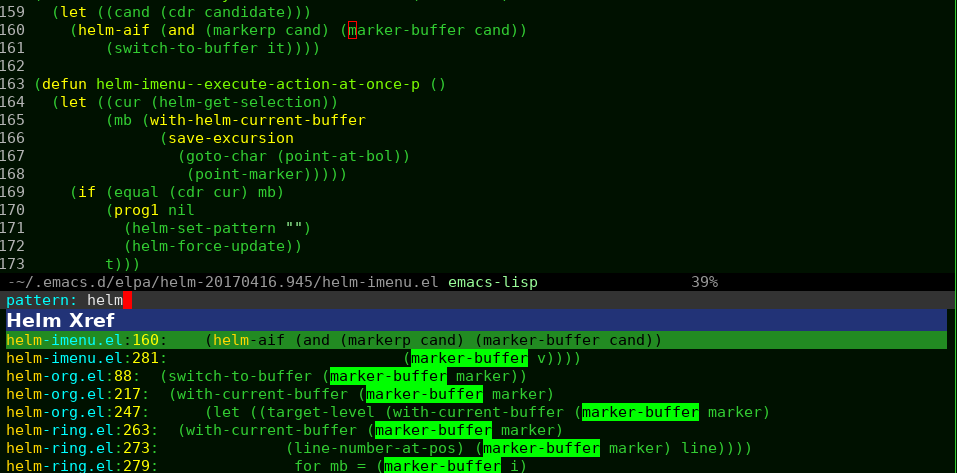 159   (let ((cand (cdr candidate)))
160     (helm-aif (and (markerp cand) (marker-buffer cand))
161         (switch-to-buffer it))))
162
163 (defun helm-imenu--execute-action-at-once-p ()
164   (let ((cur (helm-get-selection))
165         (mb (with-helm-current-buffer
166               (save-excursion
167                 (goto-char (point-at-bol))
168                  (point-marker)))))
169     (if (equal (cdr cur) mb)
170         (prog1 nil
171           (helm-set-pattern "")
172           (helm-force-update))
173         t)))
-~/.emacs.d/elpa/helm-20170416.945/helm-imenu.el emacs-lisp 39%
pattern: helm
Helm Xref
helm-imenu.el:160:    (helm-aif (and (markerp cand) (marker-buffer cand))
helm-imenu.el:281:                          (marker-buffer v))))
helm-org.el:88:  (switch-to-buffer (marker-buffer marker))
helm-org.el:217:  (with-current-buffer (marker-buffer marker)
helm-org.el:247:      (let ((target-level (with-current-buffer (marker-buffer marker)
helm-ring.el:263:  (with-current-buffer (marker-buffer marker)
helm-ring.el:273:              (line-number-at-pos) (marker-buffer marker) line))))
helm-ring.el:279:               for mb = (marker-buffer i)